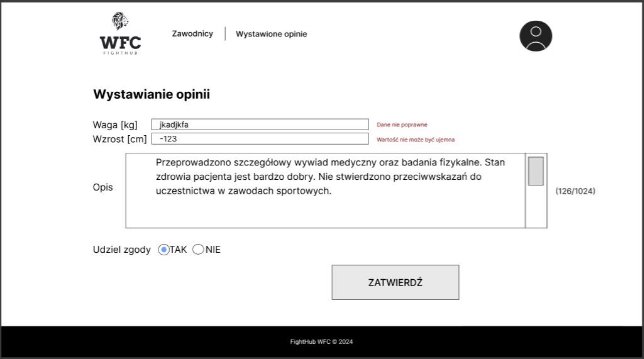 WFC
FIGHTHUB
Zawodnicy
Wystawione opinie
Wystawianie opinii
Waga [kg] jkadjkfa Dane nie poprawne
Wzrost [cm] -123 Wartość nie może być ujemna
Opis
Przeprowadzono szczegółowy wywiad medyczny oraz badania fizykalne. Stan
zdrowia pacjenta jest bardzo dobry. Nie stwierdzono przeciwwskazań do
uczestnictwa w zawodach sportowych.
(126/1024)
Udziel zgody TAK NIE
ZATWIERDŹ
FightHub WFC © 2024